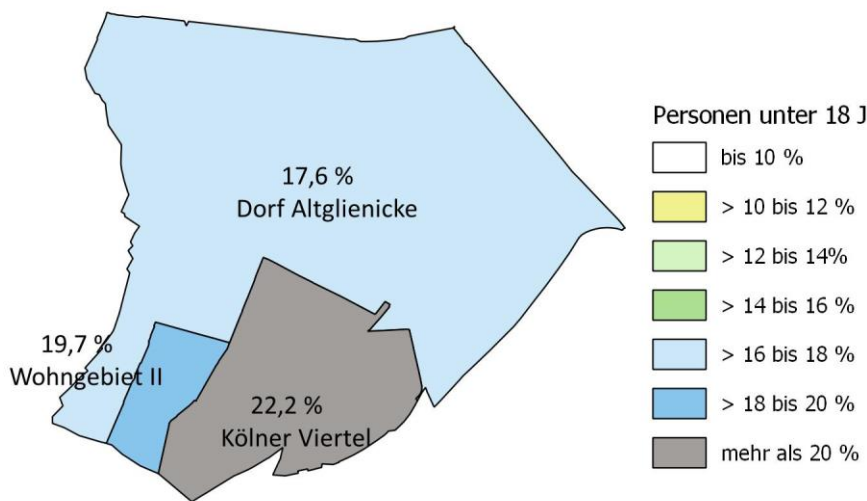 17,6 %
Dorf Altglienicke
19,7 %
Wohngebiet II
22,2 %
Kölner Viertel
Personen unter 18 J
bis 10 %
> 10 bis 12 %
> 12 bis 14%
> 14 bis 16 %
> 16 bis 18 %
> 18 bis 20 %
mehr als 20 %